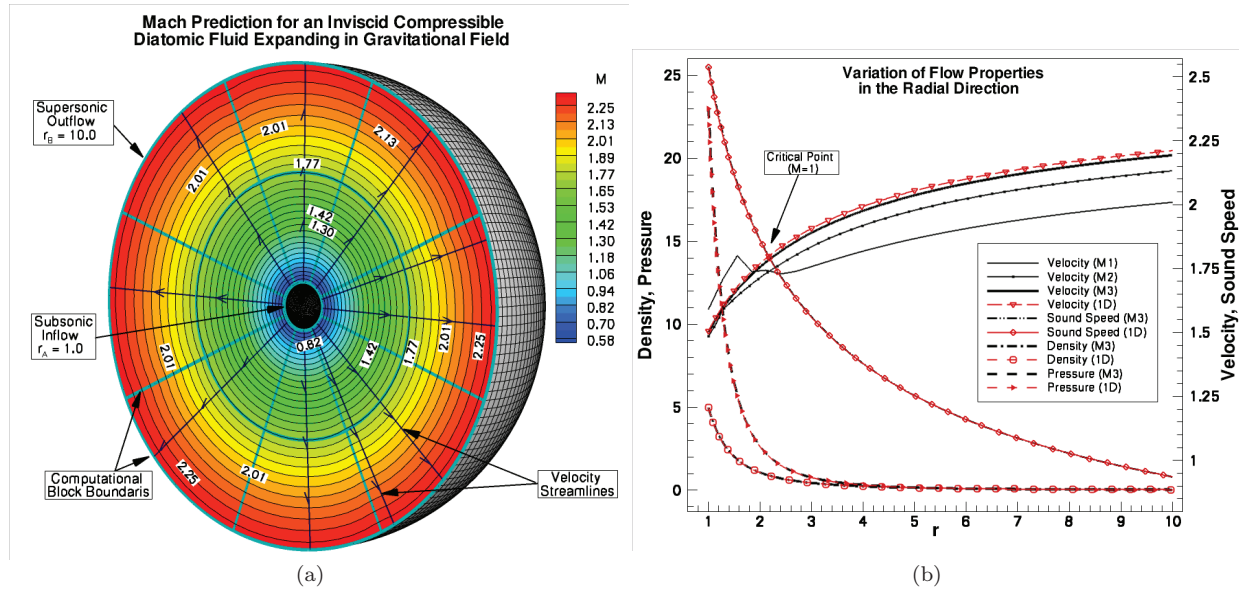 Mach Prediction for an Inviscid Compressible
Diatomic Fluid Expanding in Gravitational Field
Supersonic
Outflow
r_B = 10.0
Subsonic
Inflow
r_A = 1.0
Computational
Block Boundaris
Velocity
Streamlines
2.01
2.13
2.01
1.77
1.42
1.30
0.82
1.42
1.77
2.01
2.25
2.01
2.25
2.01
M
2.25
2.13
2.01
1.89
1.77
1.65
1.53
1.42
1.30
1.18
1.06
0.94
0.82
0.70
0.58
(a)
Variation of Flow Properties
in the Radial Direction
Critical Point
(M=1)
Density, Pressure
25
20
15
10
5
0
Velocity, Sound Speed
2.5
2.25
2
1.75
1.5
1.25
1
Velocity (M1)
Velocity (M2)
Velocity (M3)
Velocity (1D)
Sound Speed (M3)
Sound Speed (1D)
Density (M3)
Density (1D)
Pressure (M3)
Pressure (1D)
1 2 3 4 5 6 7 8 9 10
r
(b)